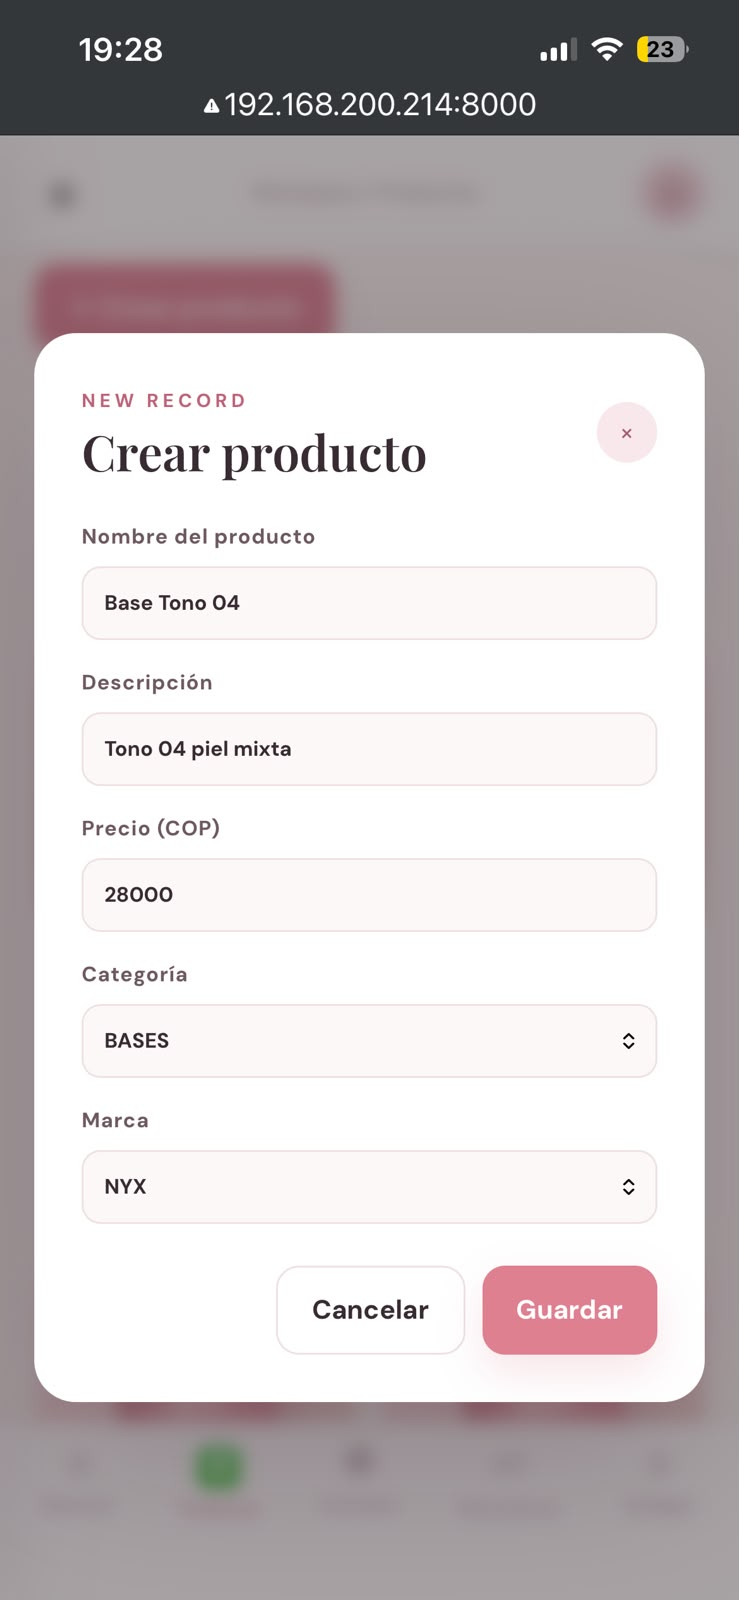 19:28
23
192.168.200.214:8000
NEW RECORD
Crear producto
×
Nombre del producto
Base Tono 04
Descripción
Tono 04 piel mixta
Precio (COP)
28000
Categoría
BASES
Marca
NYX
Cancelar
Guardar